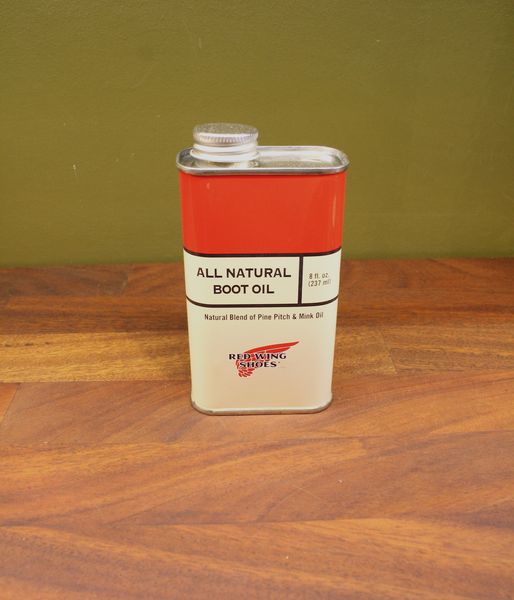 ALL NATURAL
BOOT OIL
8 fl. oz.
(237 ml)
Natural Blend of Pine Pitch & Mink Oil
RED WING
SHOES